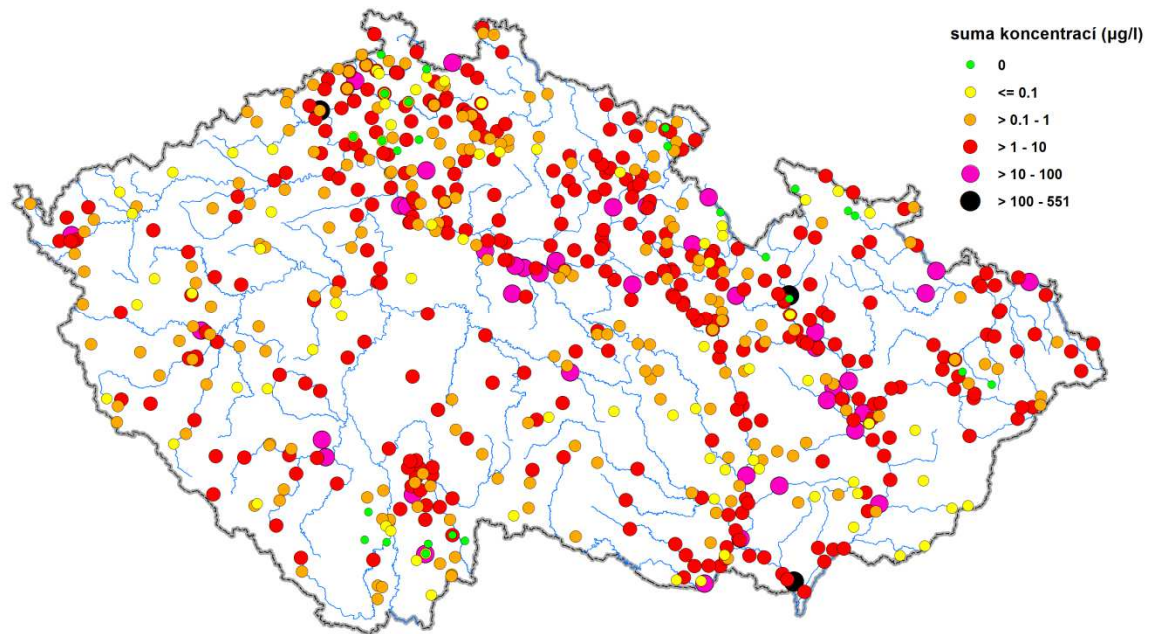 suma koncentrací (µg/l)
0
<= 0.1
> 0.1 - 1
> 1 - 10
> 10 - 100
> 100 - 551